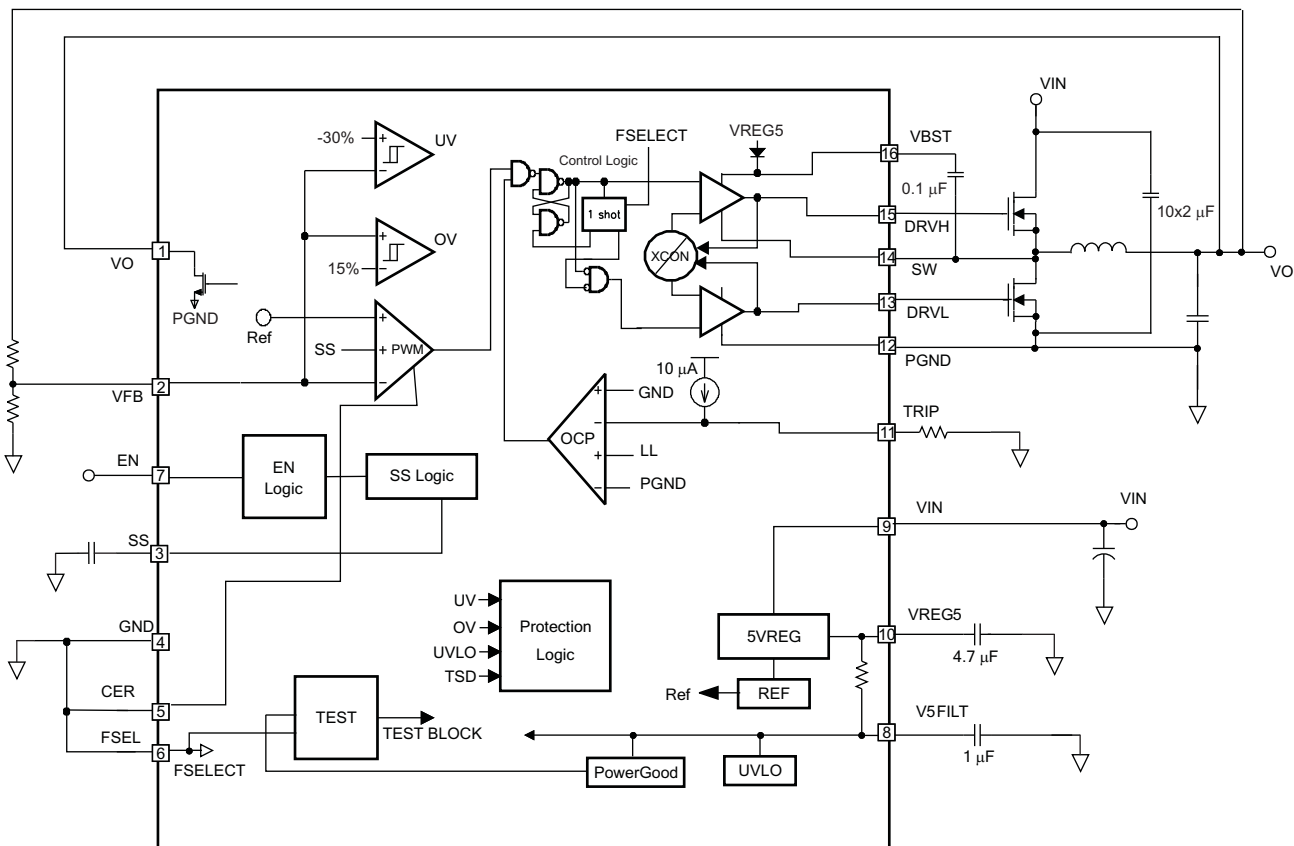 VIN
-30%
UV
FSELECT
VREG5
VBST
16
Control Logic
0.1 µF
1 shot
15
10x2 µF
DRVH
OV
1
VO
XCON
14
SW
VO
15%
13
DRVL
PGND
Ref
SS
PWM
12
PGND
10 µA
VFB
2
GND
TRIP
11
OCP
LL
PGND
EN
7
EN
Logic
SS Logic
VIN
VIN
9
SS
3
UV
OV
UVLO
TSD
Protection
Logic
VREG5
GND
4
5VREG
10
4.7 µF
CER
Ref
REF
5
TEST
TEST BLOCK
V5FILT
8
FSEL
6
FSELECT
1 µF
PowerGood
UVLO